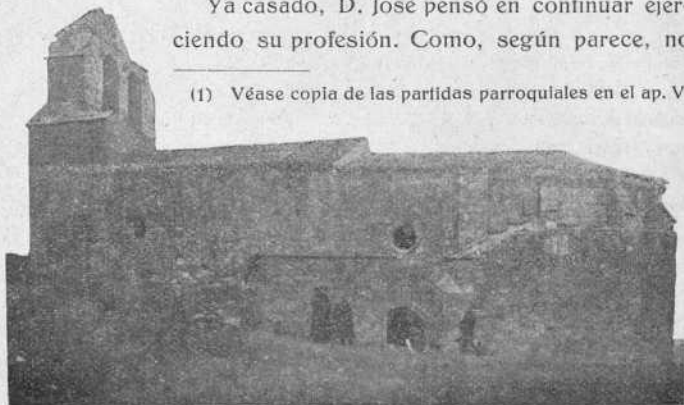 Ya casado, D. José pensó en continuar ejer-
ciendo su profesión. Como, según parece, no
(1) Véase copia de las partidas parroquiales en el ap. V